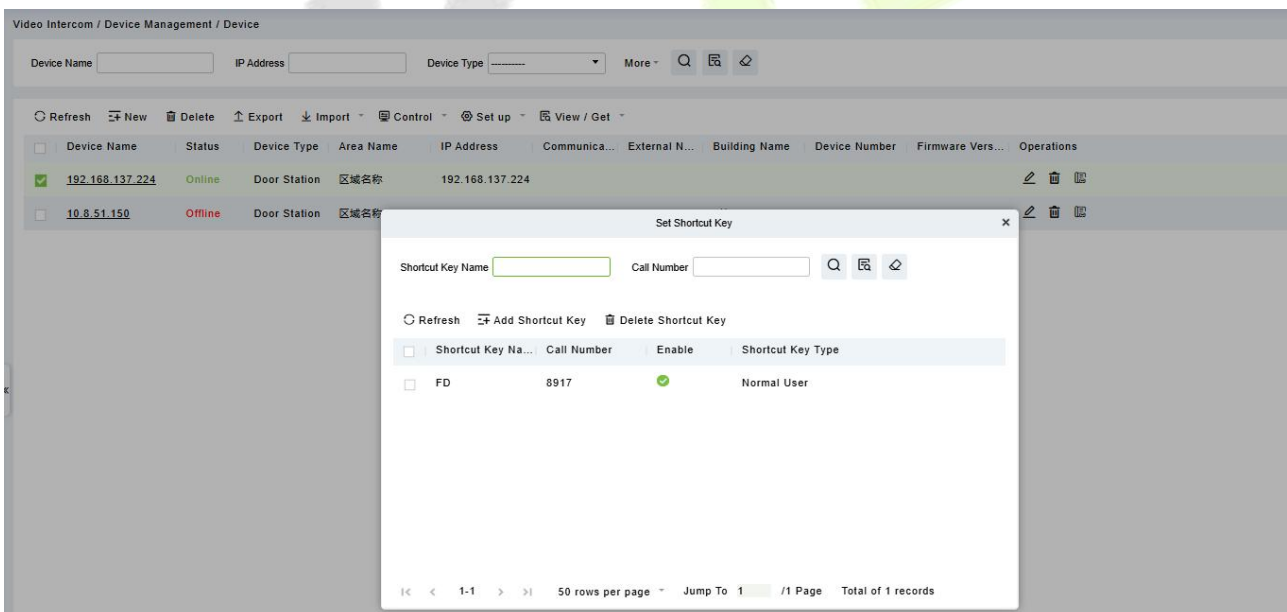 Video Intercom / Device Management / Device
Device Name IP Address Device Type ---------- More
Refresh New Delete Export Import Control Set up View / Get
Device Name Status Device Type Area Name IP Address Communica... External N... Building Name Device Number Firmware Vers... Operations
192.168.137.224 Online Door Station 区域名称 192.168.137.224
10.8.51.150 Offline Door Station 区域名称
Set Shortcut Key ×
Shortcut Key Name Call Number
Refresh Add Shortcut Key Delete Shortcut Key
Shortcut Key Na... Call Number Enable Shortcut Key Type
FD 8917 Normal User
1-1 50 rows per page Jump To 1 /1 Page Total of 1 records